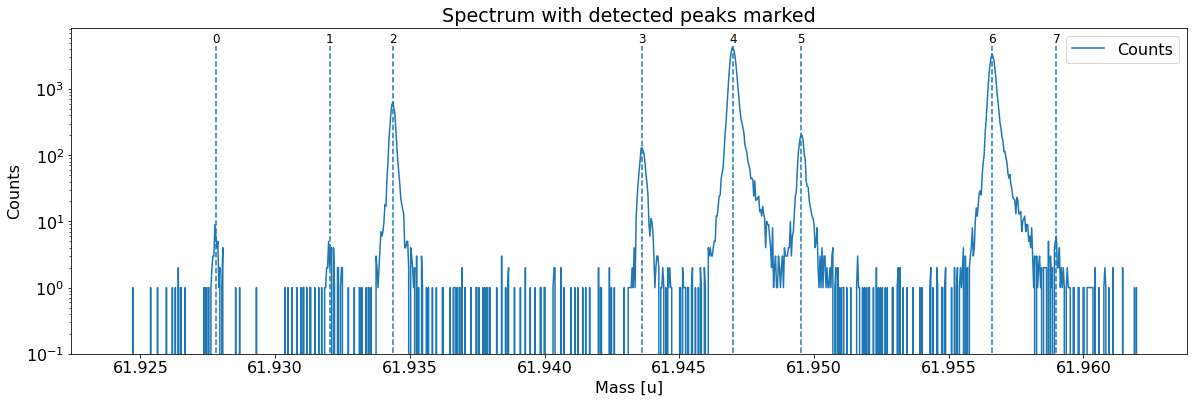 Spectrum with detected peaks marked
0 1 2 3 4 5 6 7
Counts
10³
10²
10¹
10⁰
10⁻¹
Counts
61.925 61.930 61.935 61.940 61.945 61.950 61.955 61.960
Mass [u]